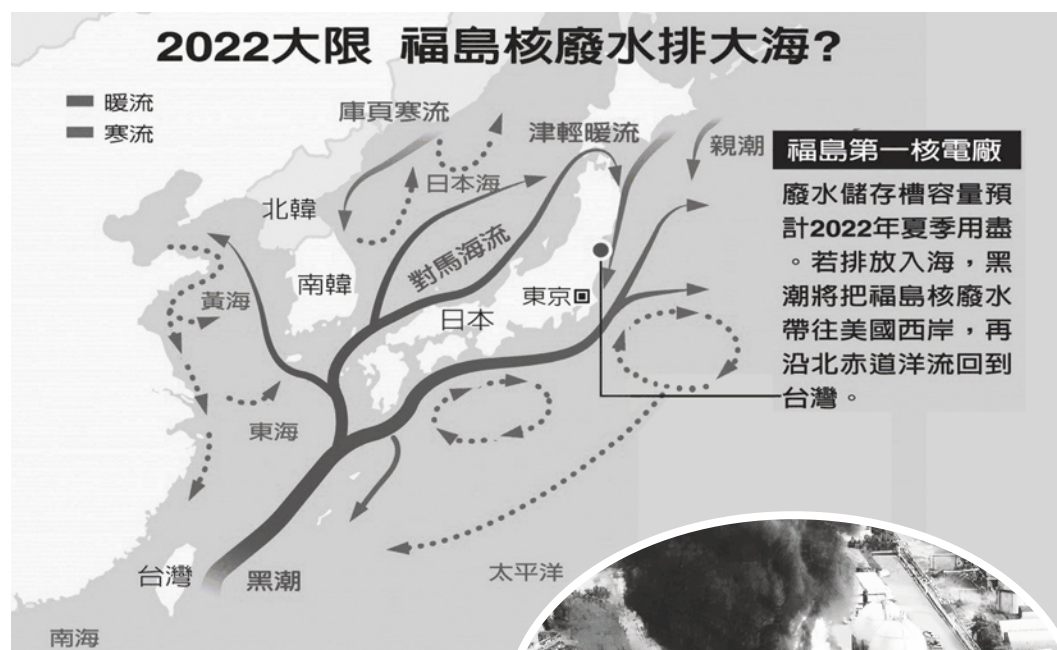 2022大限 福島核廢水排大海?
暖流
寒流
庫頁寒流
津輕暖流
親潮
日本海
北韓
對馬海流
南韓
黃海
東京
日本
東海
台灣
黑潮
太平洋
南海
福島第一核電廠
廢水儲存槽容量預
計2022年夏季用盡
。若排放入海，黑
潮將把福島核廢水
帶往美國西岸，再
沿北赤道洋流回到
台灣。